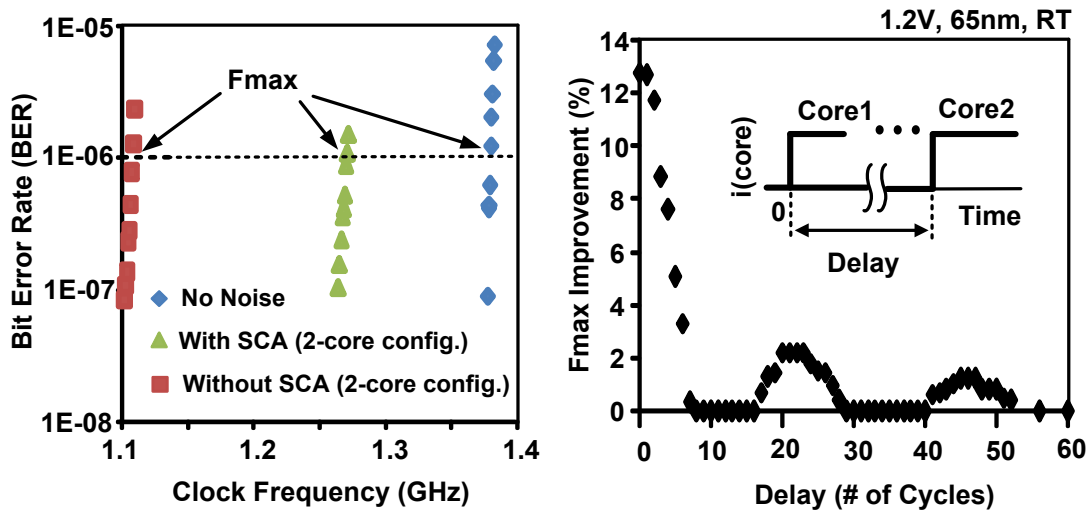 1E-05
1E-06
1E-07
1E-08
Bit Error Rate (BER)
Fmax
No Noise
With SCA (2-core config.)
Without SCA (2-core config.)
1.1
1.2
1.3
1.4
Clock Frequency (GHz)
1.2V, 65nm, RT
14
12
10
8
6
4
2
0
Fmax Improvement (%)
Core1
Core2
i(core)
0
Time
Delay
0
10
20
30
40
50
60
Delay (# of Cycles)